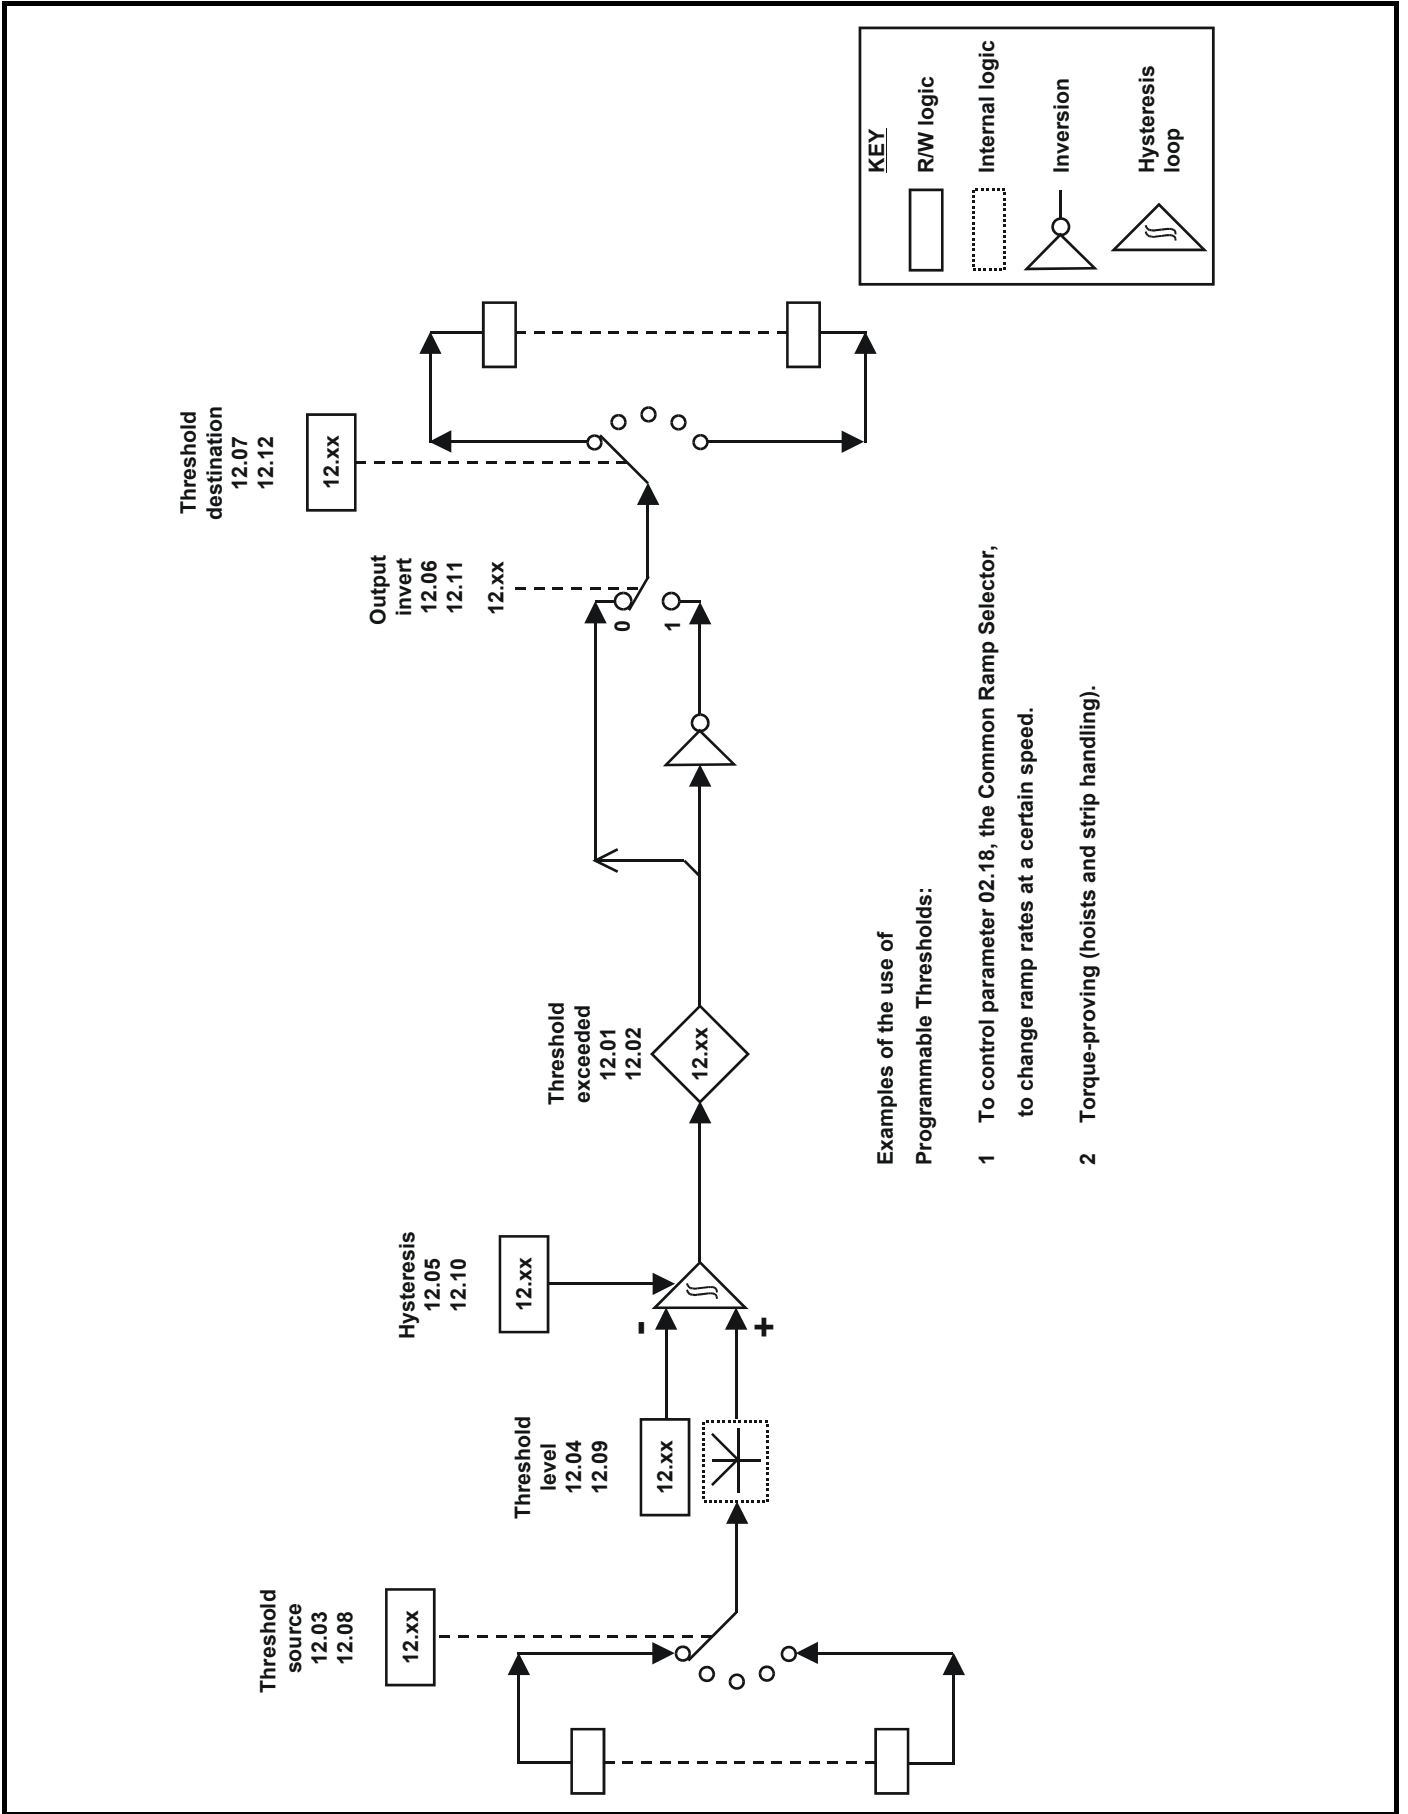 Threshold
source
12.03
12.08
12.xx
Threshold
level
12.04
12.09
12.xx
Hysteresis
12.05
12.10
12.xx
-
+
Threshold
exceeded
12.01
12.02
12.xx
Output
invert
12.06
12.11
12.xx
0
1
Threshold
destination
12.07
12.12
12.xx
Examples of the use of
Programmable Thresholds:
1 To control parameter 02.18, the Common Ramp Selector,
to change ramp rates at a certain speed.
2 Torque-proving (hoists and strip handling).
KEY
R/W logic
Internal logic
Inversion
Hysteresis
loop